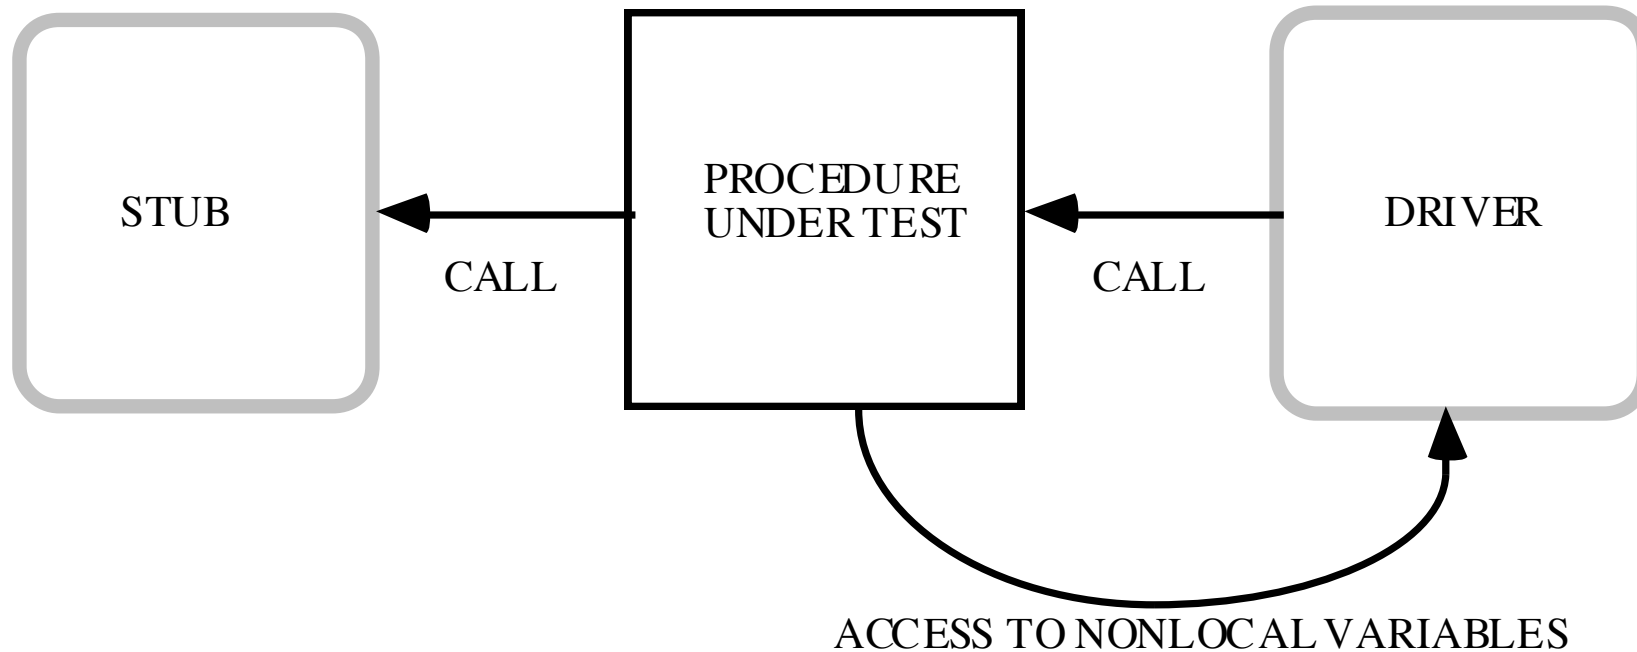 STUB
CALL
PROCEDURE
UNDER TEST
CALL
DRIVER
ACCESS TO NONLOCAL VARIABLES